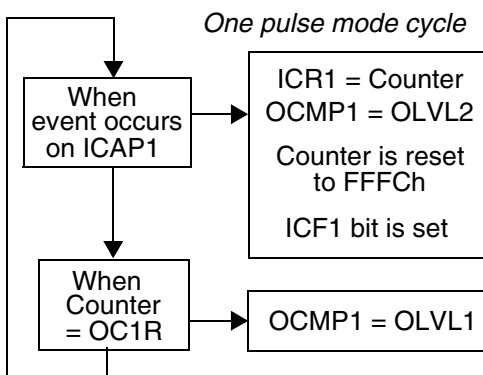 One pulse mode cycle
When
event occurs
on ICAP1
ICR1 = Counter
OCMP1 = OLVL2
Counter is reset
to FFFCh
ICF1 bit is set
When
Counter
= OC1R
OCMP1 = OLVL1